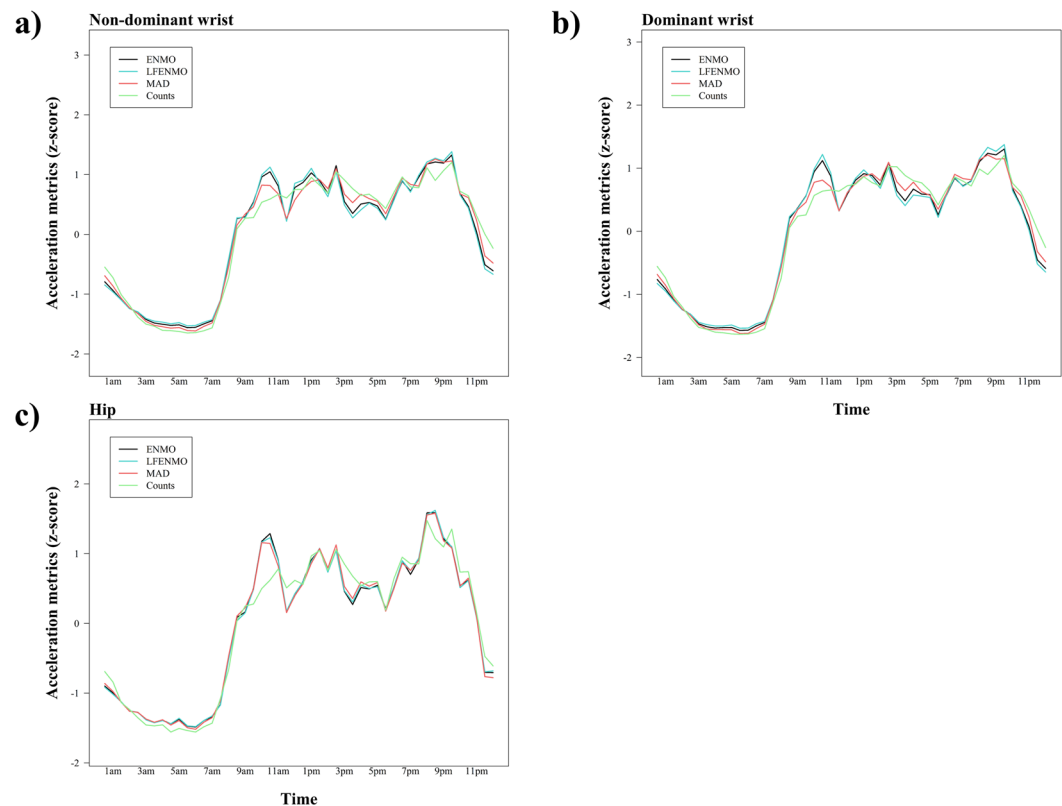 a)
Non-dominant wrist
Acceleration metrics (z-score)
3
2
1
0
-1
-2
ENMO
LFENMO
MAD
Counts
1am 3am 5am 7am 9am 11am 1pm 3pm 5pm 7pm 9pm 11pm
b)
Dominant wrist
Acceleration metrics (z-score)
3
2
1
0
-1
-2
ENMO
LFENMO
MAD
Counts
1am 3am 5am 7am 9am 11am 1pm 3pm 5pm 7pm 9pm 11pm
Time
c)
Hip
Acceleration metrics (z-score)
2
1
0
-1
-2
ENMO
LFENMO
MAD
Counts
1am 3am 5am 7am 9am 11am 1pm 3pm 5pm 7pm 9pm 11pm
Time